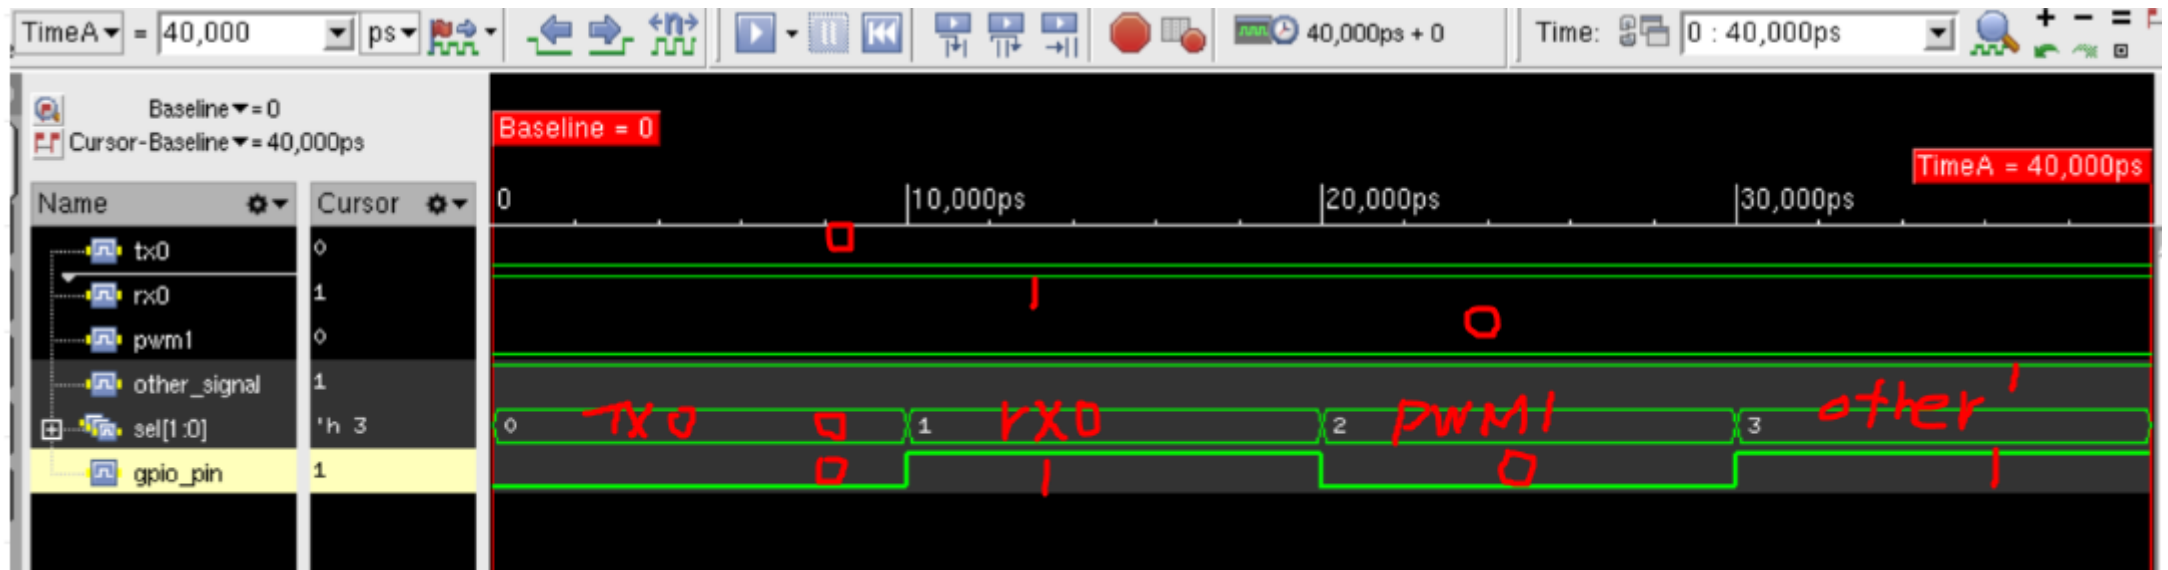 TimeA = 40,000 ps 40,000ps + 0 Time: 0 : 40,000ps
Baseline = 0
Cursor-Baseline = 40,000ps
Baseline = 0
TimeA = 40,000ps
Name Cursor 0 10,000ps 20,000ps 30,000ps
0
tx0 0
rx0 1 1
pwm1 0 0
other_signal 1 1
sel[1:0] 'h 3 0 TX0 0 1 rX0 2 pWM1 3 other
gpio_pin 1 0 1 0 1